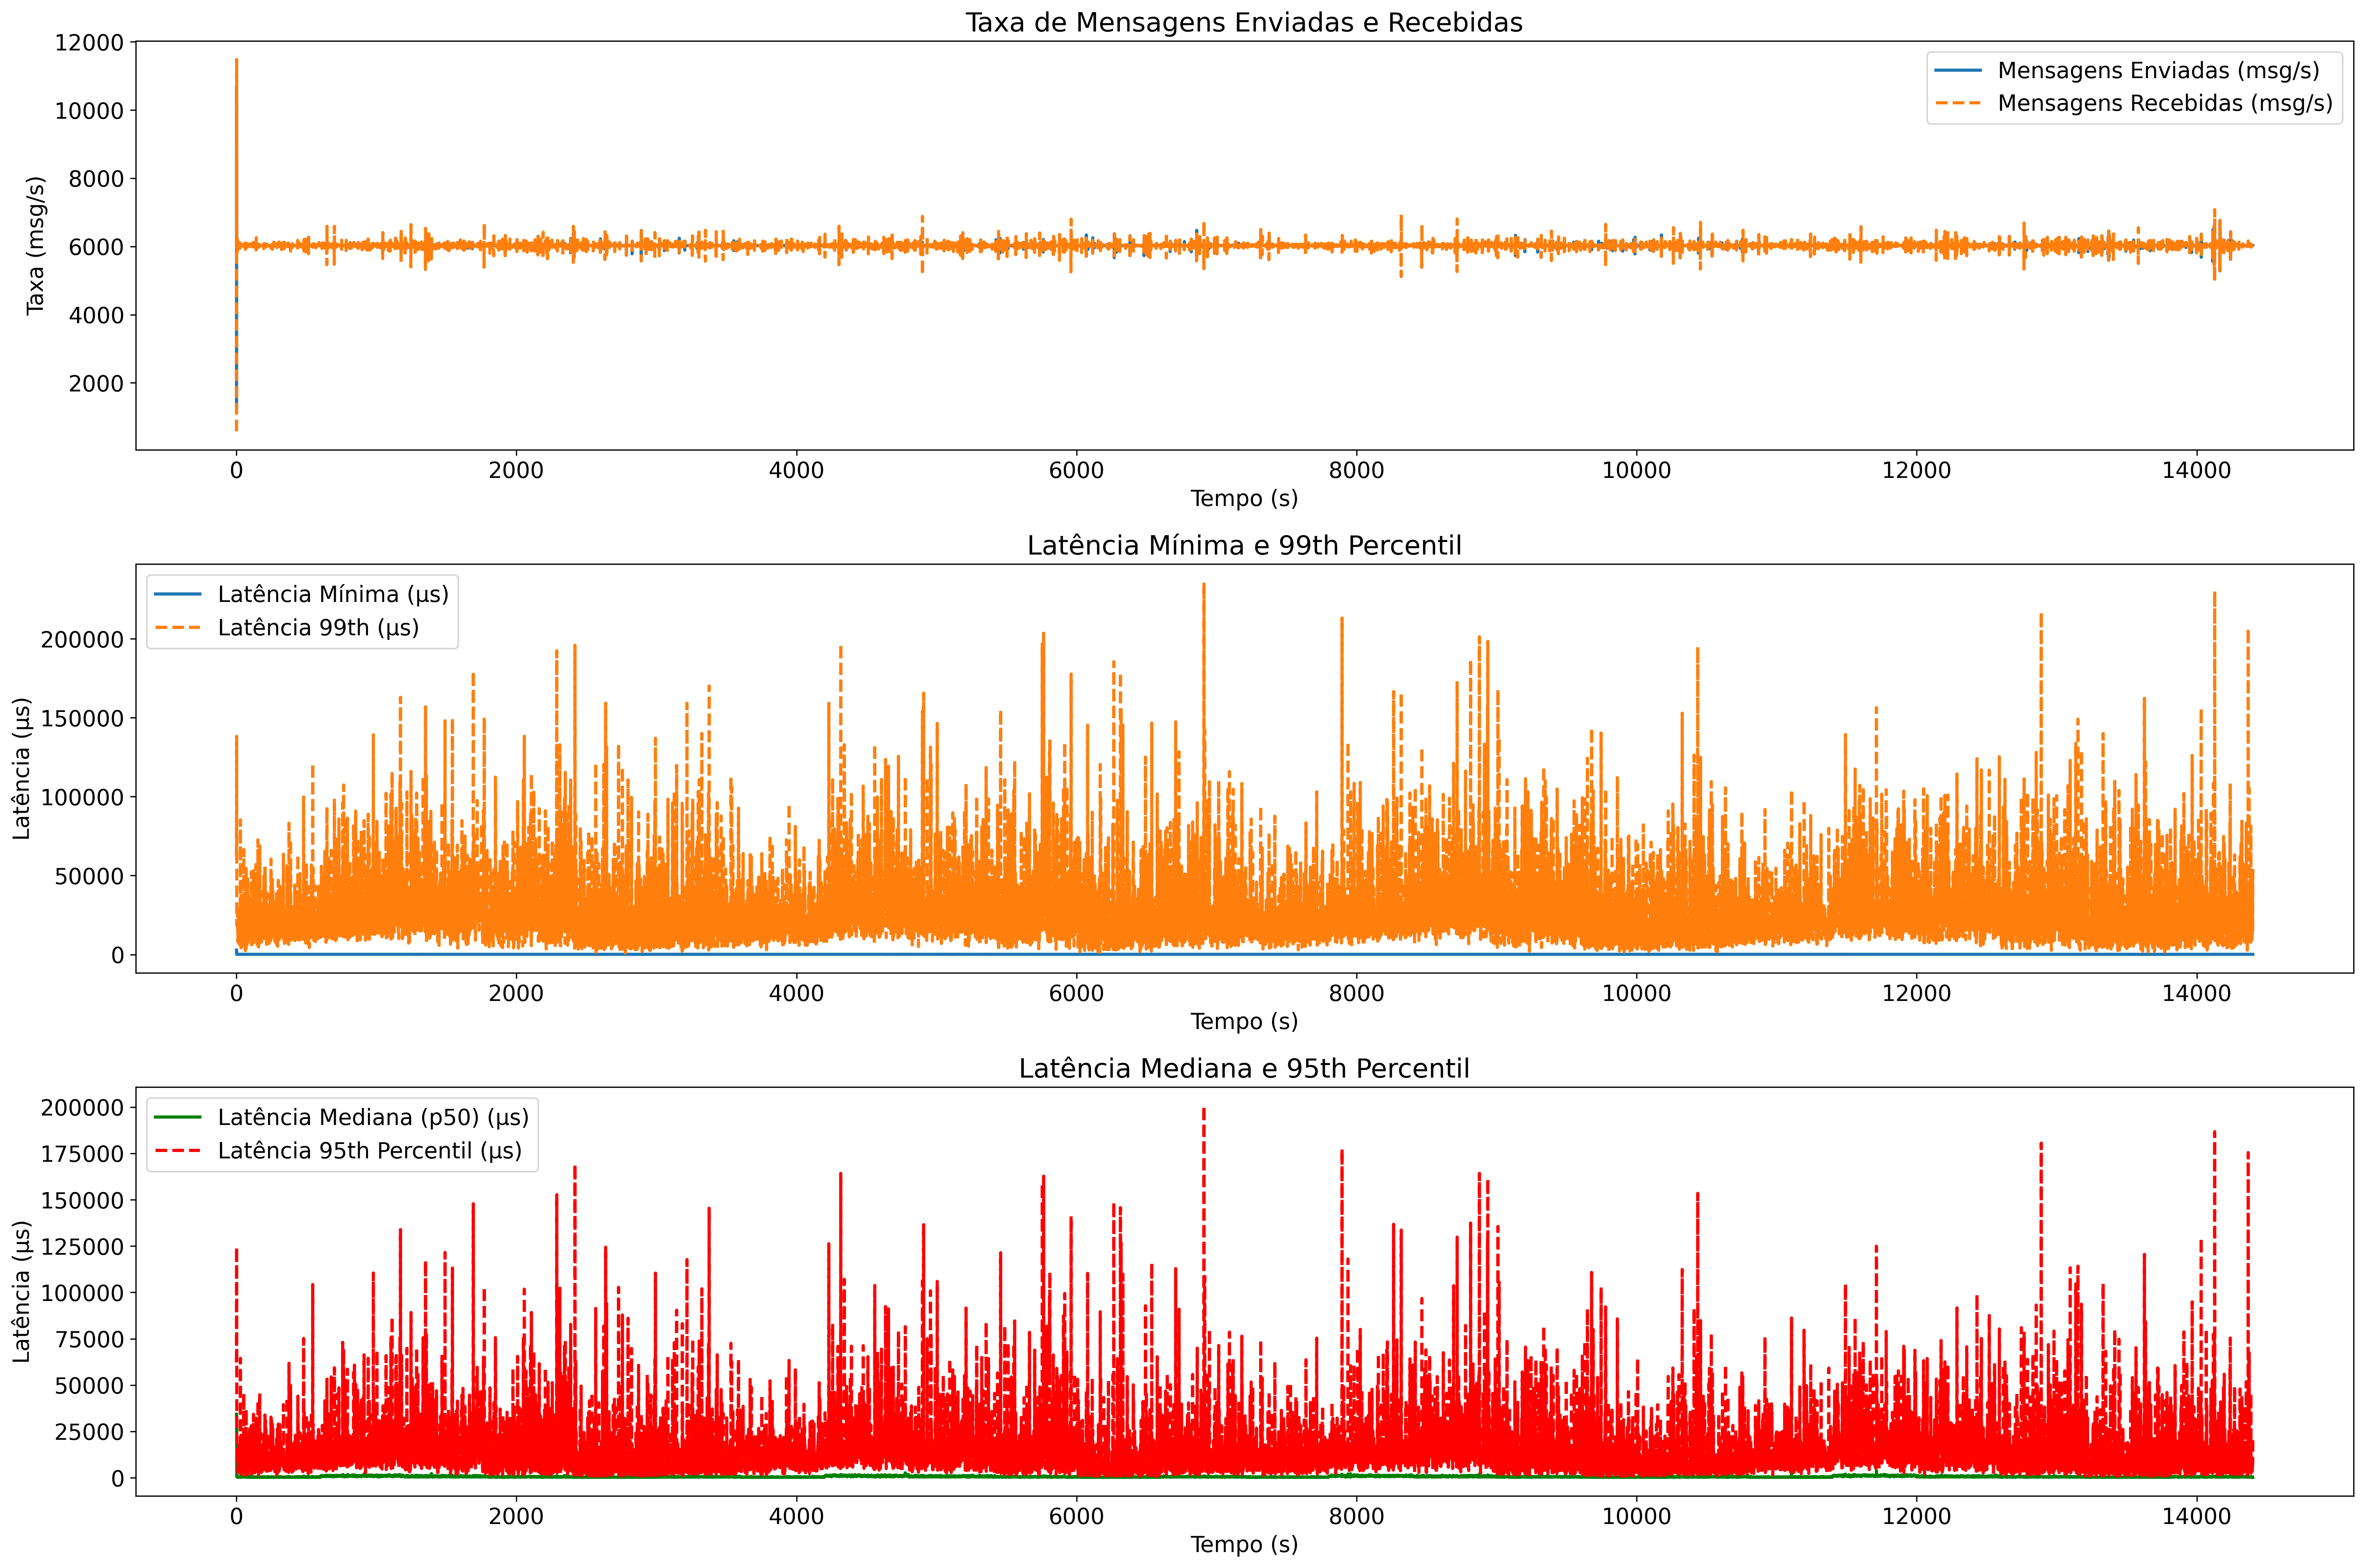 Taxa de Mensagens Enviadas e Recebidas
12000
10000
8000
6000
4000
2000
Taxa (msg/s)
Mensagens Enviadas (msg/s)
Mensagens Recebidas (msg/s)
0 2000 4000 6000 8000 10000 12000 14000
Tempo (s)
Latência Mínima e 99th Percentil
Latência Mínima (μs)
Latência 99th (μs)
200000
150000
100000
50000
0
Latência (μs)
0 2000 4000 6000 8000 10000 12000 14000
Tempo (s)
Latência Mediana e 95th Percentil
Latência Mediana (p50) (μs)
Latência 95th Percentil (μs)
200000
175000
150000
125000
100000
75000
50000
25000
0
Latência (μs)
0 2000 4000 6000 8000 10000 12000 14000
Tempo (s)